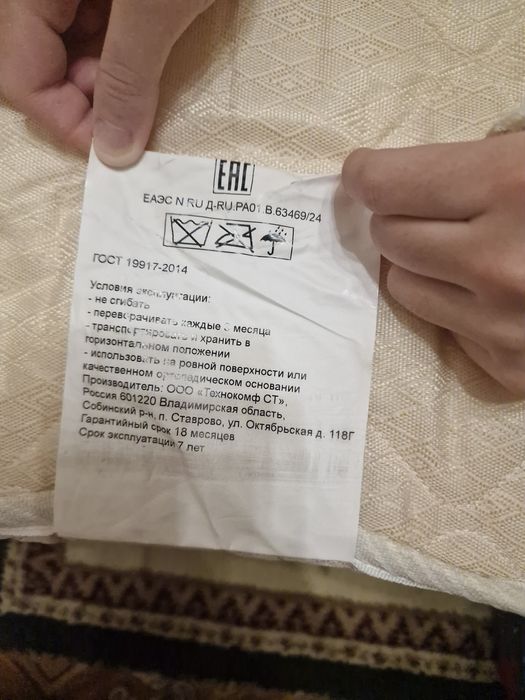 EAC
ЕАЭС N RU Д-RU.РА01.В.63469/24
ГОСТ 19917-2014
Условия эксплуатации:
- не сгибать
- переворачивать каждые месяца
- транспортировать и хранить в
горизонтальном положении
- использовать на ровной поверхности или
качественном ортопедическом основании
Производитель: ООО «Технокомф СТ»,
Россия 601220 Владимирская область,
Собинский р-н, п. Ставрово, ул. Октябрьская д. 118Г
Гарантийный срок 18 месяцев
Срок эксплуатации 7 лет